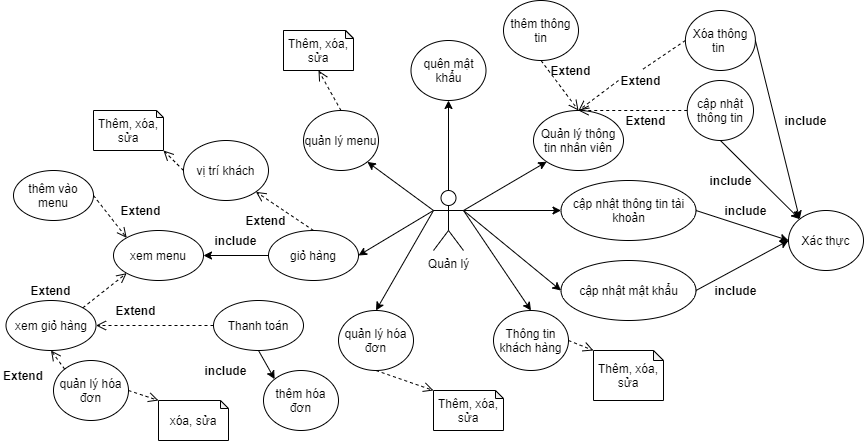 thêm thông
tin
Xóa thông
tin
Thêm, xóa,
sửa
quên mật
khẩu
Extend
Extend
cập nhật
thông tin
Extend
include
Thêm, xóa,
sửa
quản lý menu
Quản lý thông
tin nhân viên
vị trí khách
thêm vào
menu
include
Extend
Extend
cập nhật thông tin tài
khoản
include
include
xem menu
giỏ hàng
Quản lý
Xác thực
Extend
cập nhật mật khẩu
include
xem giỏ hàng
Extend
Thanh toán
quản lý hóa
đơn
Thông tin
khách hàng
Extend
include
quản lý hóa
đơn
thêm hóa
đơn
Thêm, xóa,
sửa
xóa, sửa
Thêm, xóa,
sửa